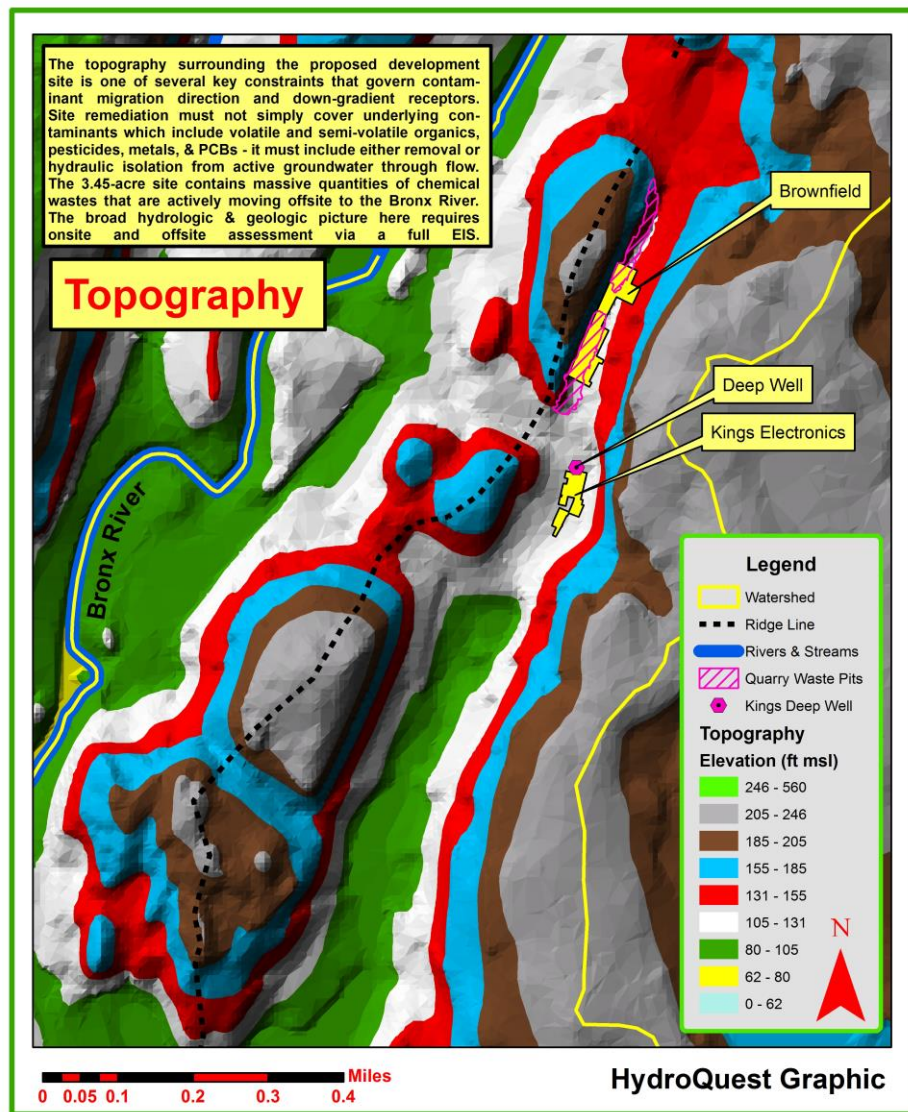 The topography surrounding the proposed development
site is one of several key constraints that govern contam-
inant migration direction and down-gradient receptors.
Site remediation must not simply cover underlying con-
taminants which include volatile and semi-volatile organics,
pesticides, metals, & PCBs - it must include either removal or
hydraulic isolation from active groundwater through flow.
The 3.45-acre site contains massive quantities of chemical
wastes that are actively moving offsite to the Bronx River.
The broad hydrologic & geologic picture here requires
onsite and offsite assessment via a full EIS.
Topography
Brownfield
Deep Well
Kings Electronics
Bronx River
Legend
Watershed
Ridge Line
Rivers & Streams
Quarry Waste Pits
Kings Deep Well
Topography
Elevation (ft msl)
246 - 560
205 - 246
185 - 205
155 - 185
131 - 155
105 - 131
80 - 105
62 - 80
0 - 62
N
Miles
0 0.05 0.1 0.2 0.3 0.4
HydroQuest Graphic